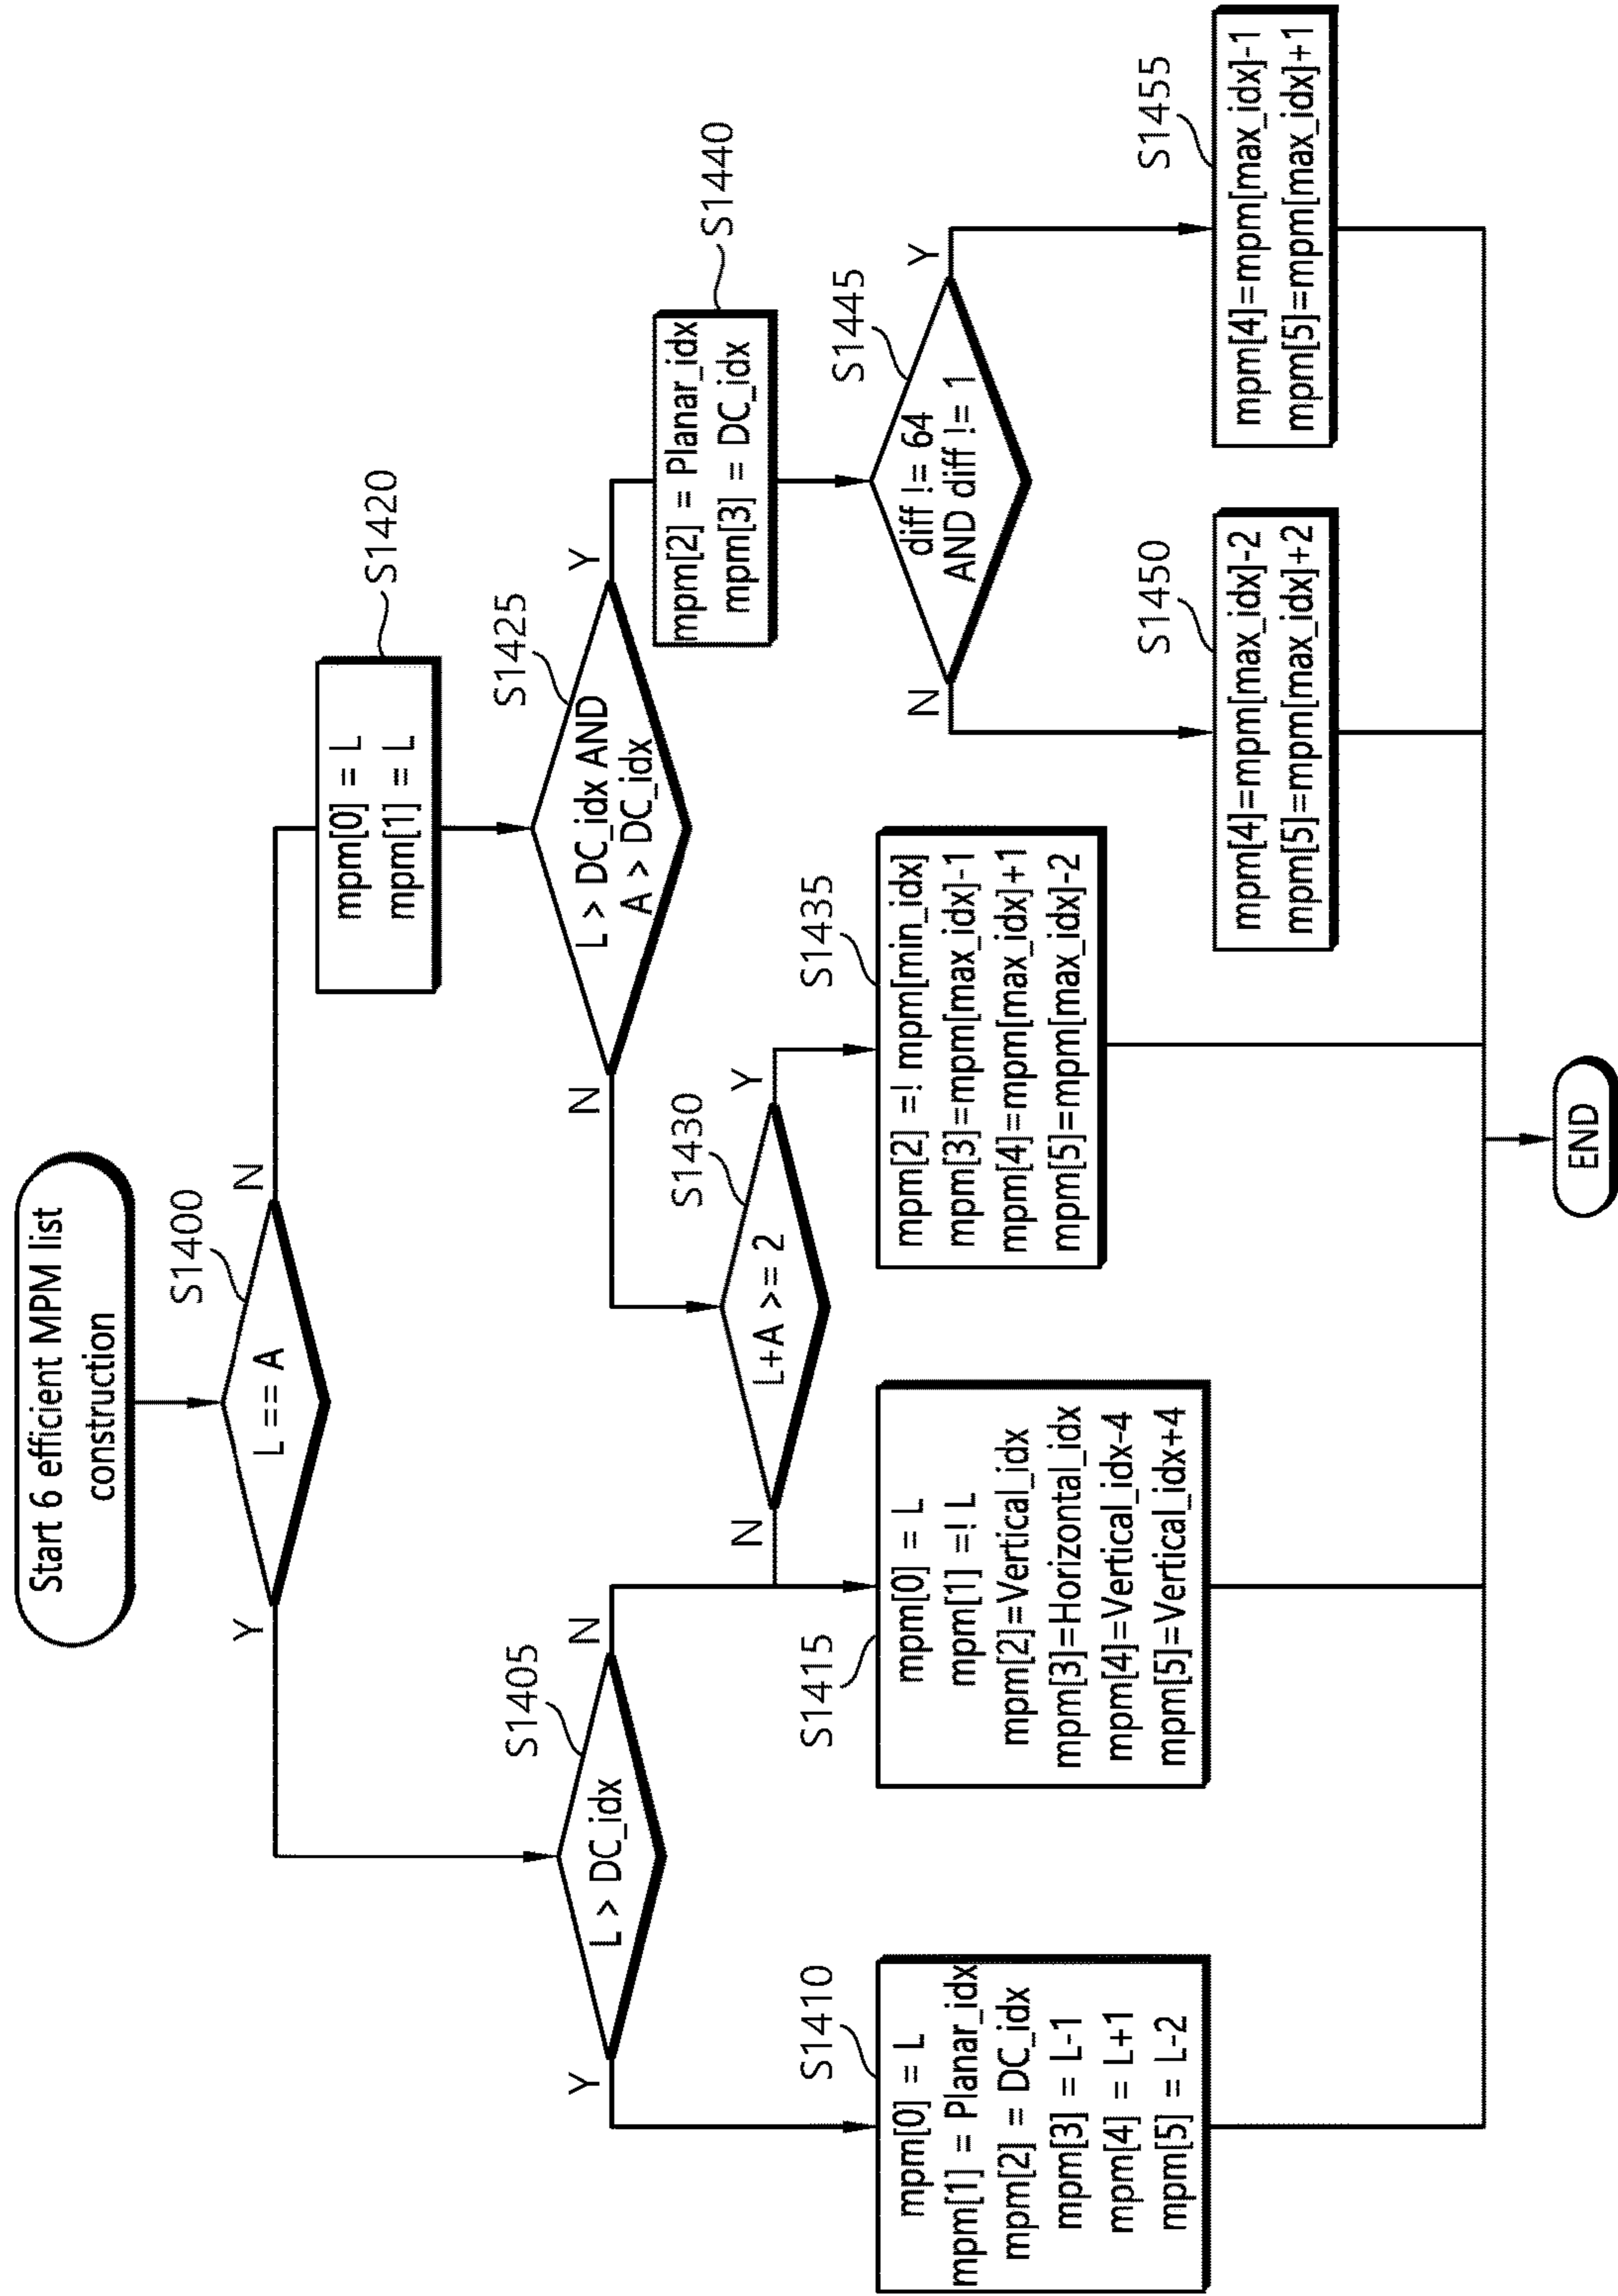 Start 6 efficient MPM list
construction
S1400
L == A
Y
N
S1405
L > DC_idx
Y
N
S1410
mpm[0] = L
mpm[1] = Planar_idx
mpm[2] = DC_idx
mpm[3] = L-1
mpm[4] = L+1
mpm[5] = L-2
S1415
mpm[0] = L
mpm[1] =! L
mpm[2]=Vertical_idx
mpm[3]=Horizontal_idx
mpm[4]=Vertical_idx-4
mpm[5]=Vertical_idx+4
S1420
mpm[0] = L
mpm[1] = L
S1425
L > DC_idx AND
A > DC_idx
N
Y
S1430
L+A >= 2
N
Y
S1435
mpm[2] =! mpm[min_idx]
mpm[3]=mpm[max_idx]-1
mpm[4]=mpm[max_idx]+1
mpm[5]=mpm[max_idx]-2
S1440
mpm[2] = Planar_idx
mpm[3] = DC_idx
S1445
diff != 64
AND diff != 1
N
Y
S1450
mpm[4]=mpm[max_idx]-2
mpm[5]=mpm[max_idx]+2
S1455
mpm[4]=mpm[max_idx]-1
mpm[5]=mpm[max_idx]+1
END